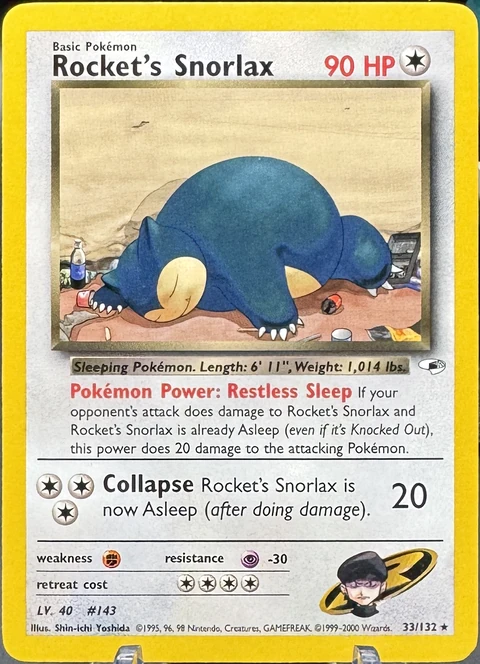 Basic Pokémon
Rocket's Snorlax 90 HP
Sleeping Pokémon. Length: 6' 11", Weight: 1,014 lbs.
Pokémon Power: Restless Sleep If your
opponent's attack does damage to Rocket's Snorlax and
Rocket's Snorlax is already Asleep (even if it's Knocked Out),
this power does 20 damage to the attacking Pokémon.
Collapse Rocket's Snorlax is 20
now Asleep (after doing damage).
weakness resistance -30
retreat cost
LV. 40 #143
Illus. Shin-ichi Yoshida ©1995, 96, 98 Nintendo, Creatures, GAMEFREAK. ©1999-2000 Wizards. 33/132 ★